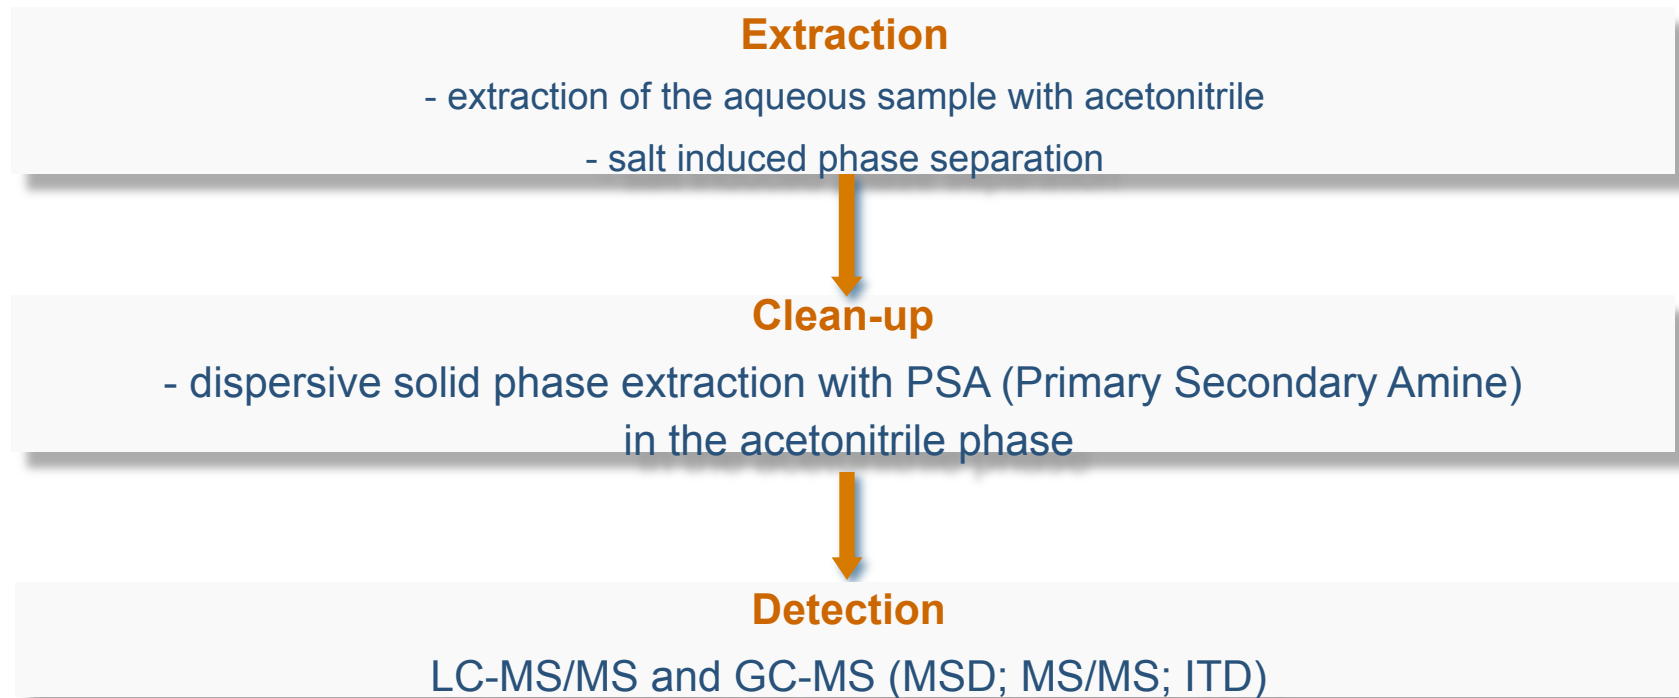 Extraction
- extraction of the aqueous sample with acetonitrile
- salt induced phase separation
Clean-up
- dispersive solid phase extraction with PSA (Primary Secondary Amine)
in the acetonitrile phase
Detection
LC-MS/MS and GC-MS (MSD; MS/MS; ITD)